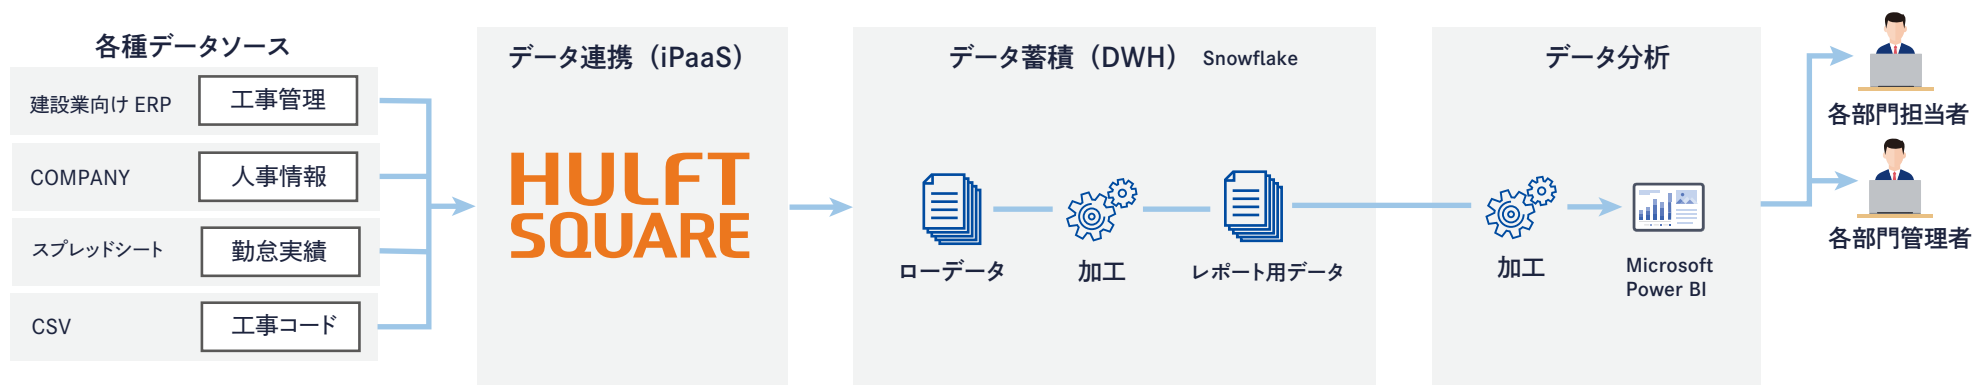 各種データソース
建設業向け ERP
工事管理
COMPANY
人事情報
スプレッドシート
勤怠実績
CSV
工事コード
データ連携（iPaaS）
HULFT
SQUARE
データ蓄積（DWH） Snowflake
ローデータ
加工
レポート用データ
データ分析
加工
Microsoft
Power BI
各部門担当者
各部門管理者